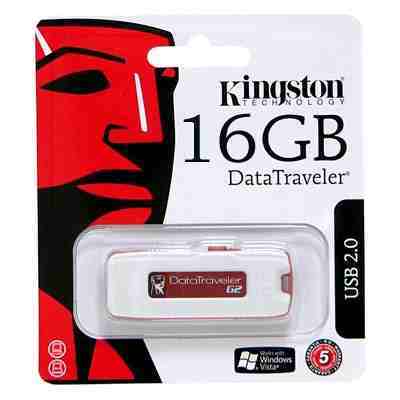 Kingston®
TECHNOLOGY
16GB
DataTraveler®
USB 2.0
DataTraveler
G2
Works with
Windows
Vista®
5